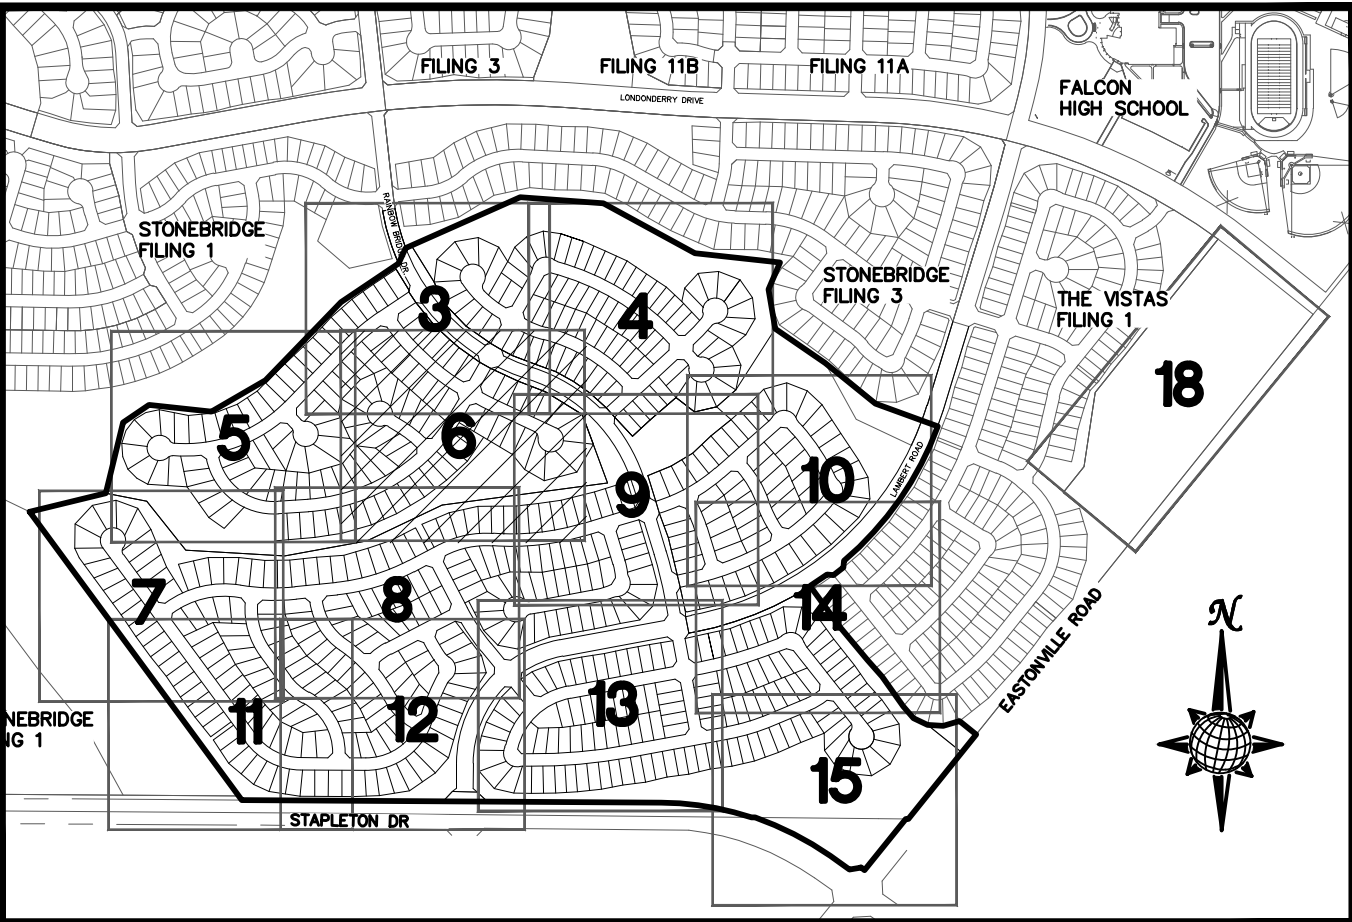 FILING 3
FILING 11B
FILING 11A
LONDONDERRY DRIVE
FALCON
HIGH SCHOOL
RAINBOW BRIDGE DR
STONEBRIDGE
FILING 1
STONEBRIDGE
FILING 3
THE VISTAS
FILING 1
3
4
18
5
6
9
10
LAMBERT ROAD
7
8
14
EASTONVILLE ROAD
N
NEBRIDGE
NG 1
11
12
13
15
STAPLETON DR